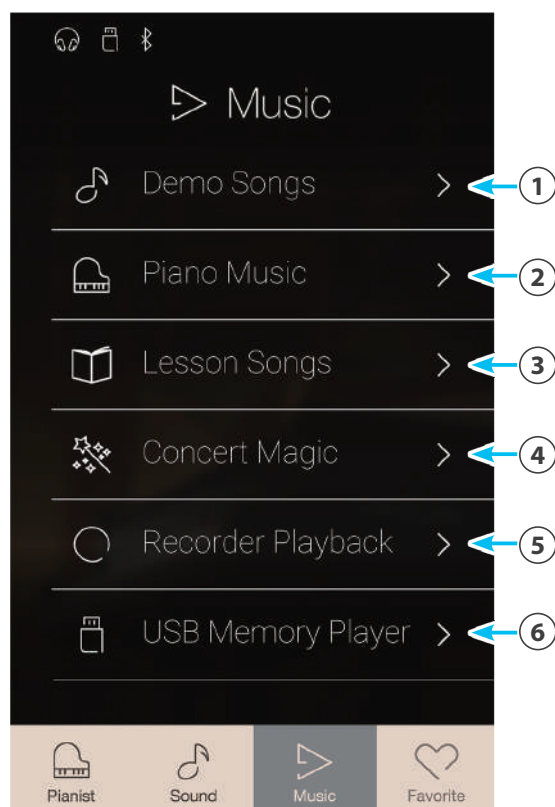 Music
Demo Songs
1
Piano Music
2
Lesson Songs
3
Concert Magic
4
Recorder Playback
5
USB Memory Player
6
Pianist
Sound
Music
Favorite